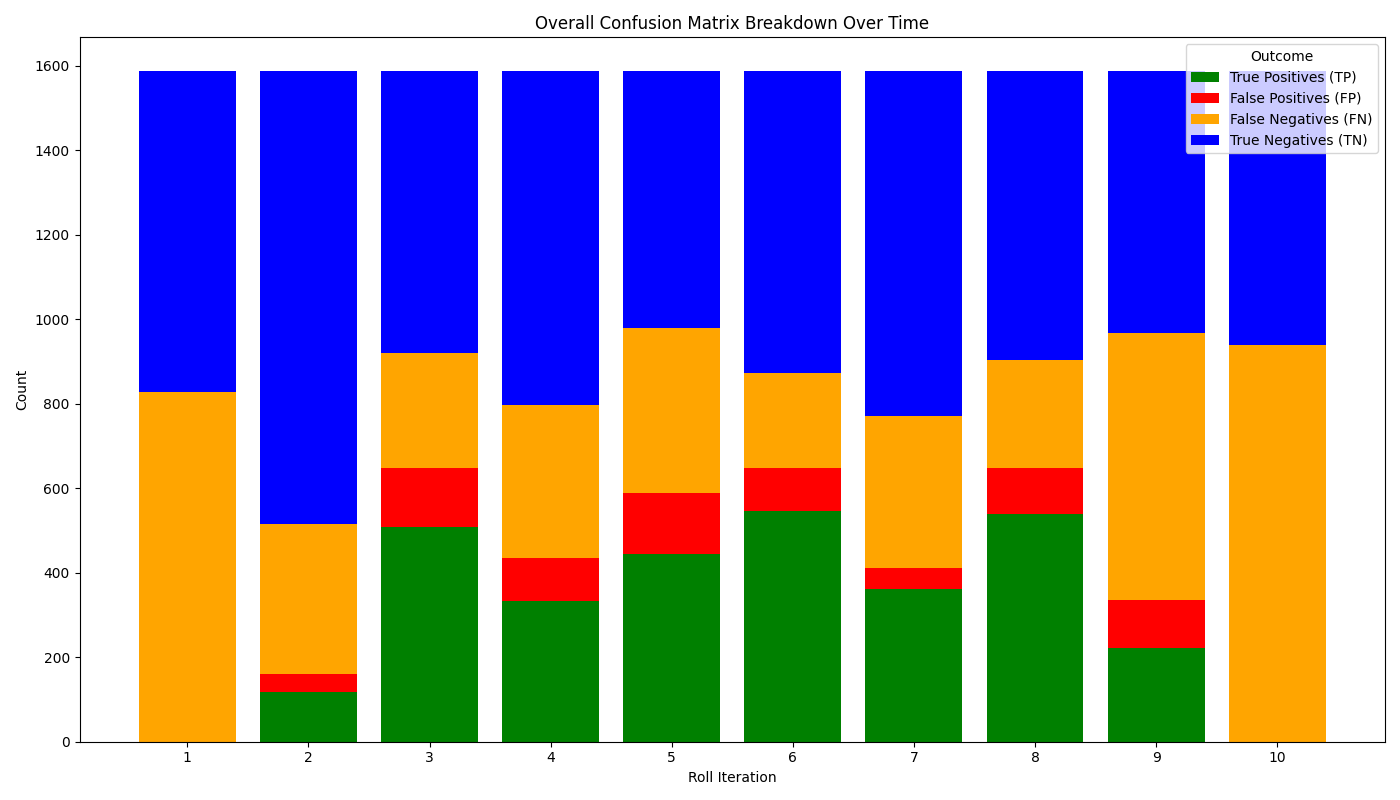 Overall Confusion Matrix Breakdown Over Time
Outcome
True Positives (TP)
False Positives (FP)
False Negatives (FN)
True Negatives (TN)
Count
1600
1400
1200
1000
800
600
400
200
0
1 2 3 4 5 6 7 8 9 10
Roll Iteration